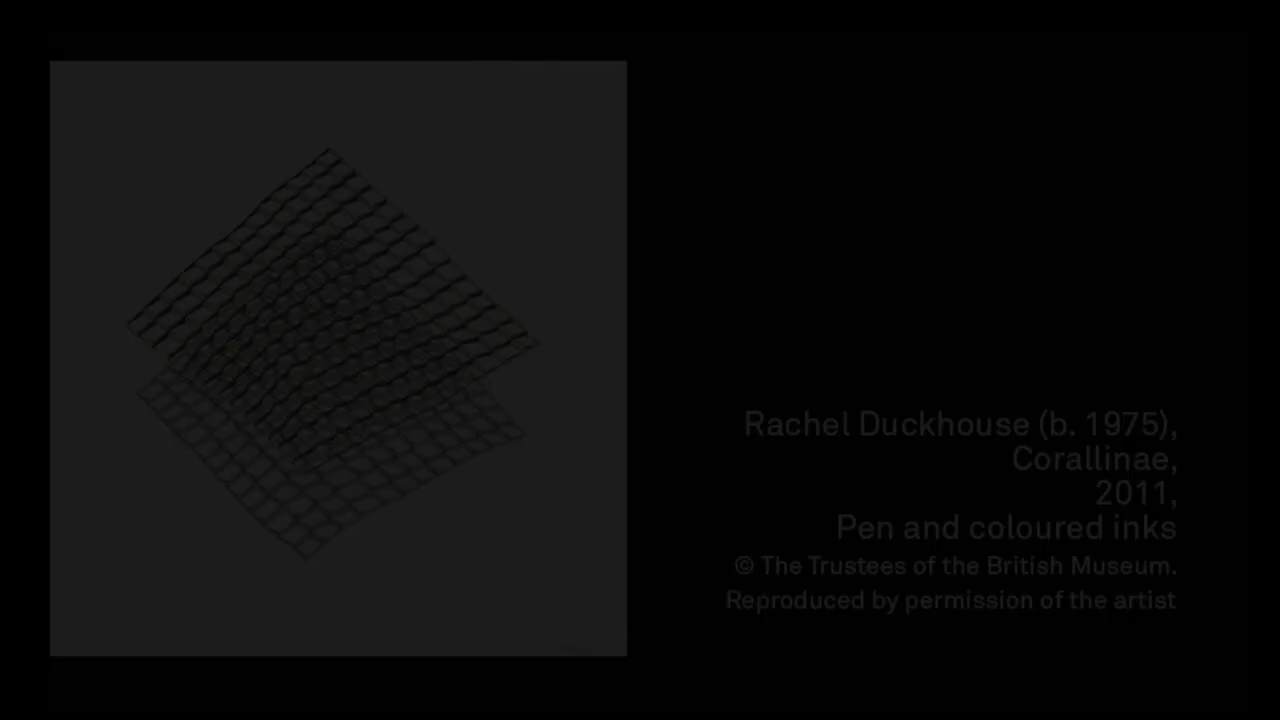 Rachel Duckhouse (b. 1975),
Corallinae,
2011,
Pen and coloured inks
© The Trustees of the British Museum.
Reproduced by permission of the artist